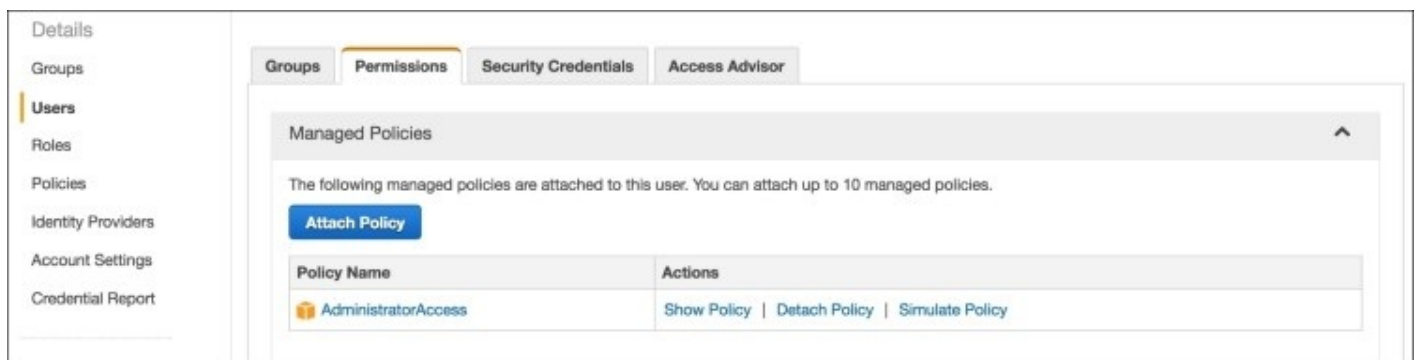 Details
Groups
Users
Roles
Policies
Identity Providers
Account Settings
Credential Report
Groups Permissions Security Credentials Access Advisor
Managed Policies
The following managed policies are attached to this user. You can attach up to 10 managed policies.
Attach Policy
Policy Name Actions
AdministratorAccess Show Policy | Detach Policy | Simulate Policy